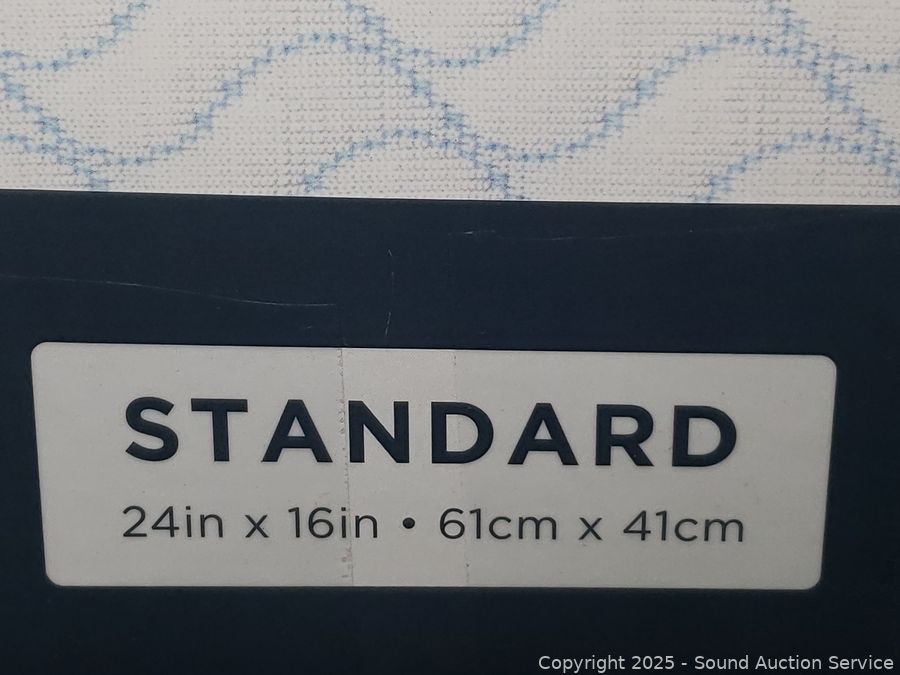 STANDARD
24in x 16in • 61cm x 41cm
Copyright 2025 - Sound Auction Service